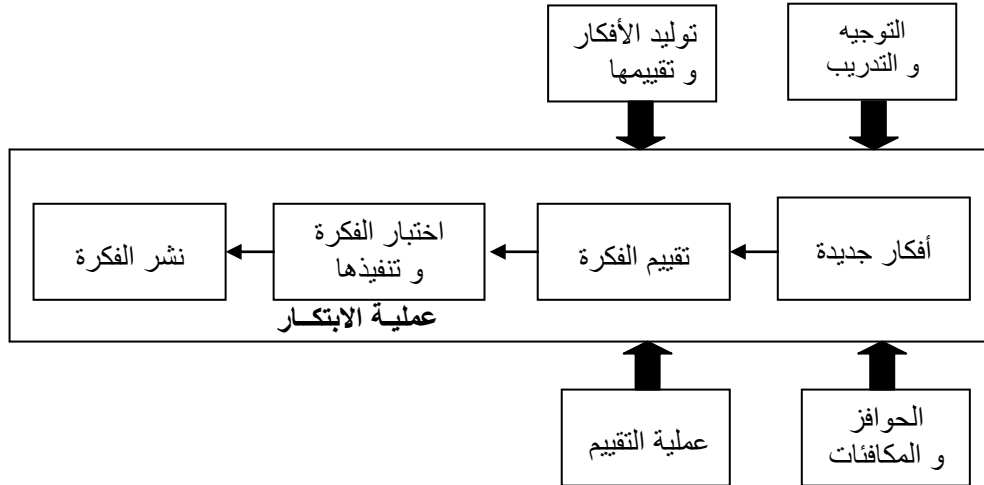 التوجيه
و التدريب
توليد الأفكار
و تقييمها
أفكار جديدة
تقييم الفكرة
اختبار الفكرة
و تنفيذها
نشر الفكرة
عمليـة الابتكــار
الحوافز
و المكافئات
عملية التقييم